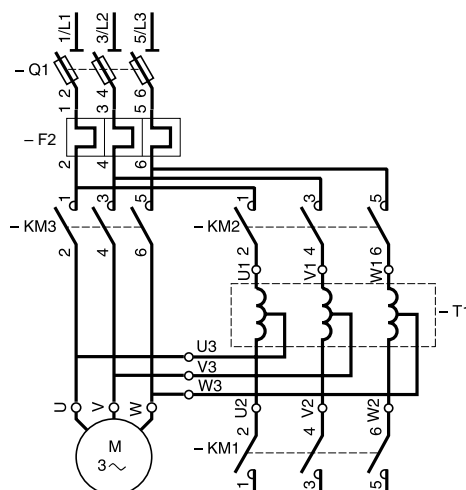 1/L1 3/L2 5/L3
– Q1
2 4 6
1 3 5
– F2
2 4 6
1 3 5 1 3 5
– KM3 – KM2
2 4 6 2 4 6
U1 V1 W1
– T1
U3
V3
W3
U V W U2 V2 W2
2 4 6
M
3～
– KM1
1 3 5